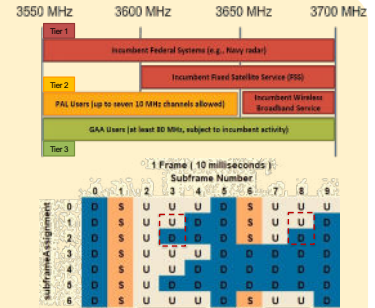 3550 MHz 3600 MHz 3650 MHz 3700 MHz
Tier 1
Incumbent Federal Systems (e.g., Navy radar)
Incumbent Fixed Satellite Service (FSS)
Tier 2
PAL Users (up to seven 10 MHz channels allowed)
Incumbent Wireless
Broadband Service
GAA Users (at least 80 MHz, subject to incumbent activity)
Tier 3
1 Frame ( 10 milliseconds )
Subframe Number
0 1 2 3 4 5 6 7 8 9
subframeAssignment
0 D S U U U D S U U U
1 D S U U D D S U U D
2 D S U D D D S U D D
3 D S U U U D D D D D
4 D S U U D D D D D D
5 D S U D D D D D D D
6 D S U U U D S U U D